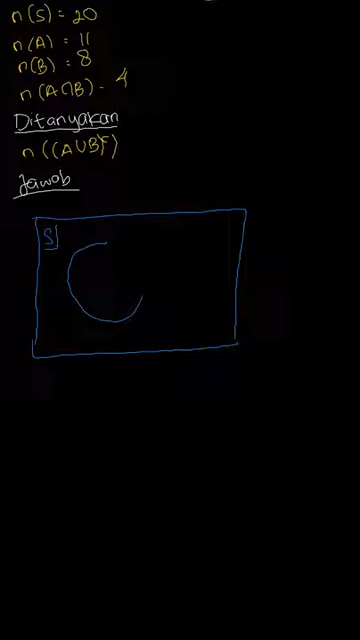 n(S) = 20
n(A) = 11
n(B) = 8
n(A∩B) = 4
Ditanyakan
n((A∪B)ᶜ)
Jawab
S